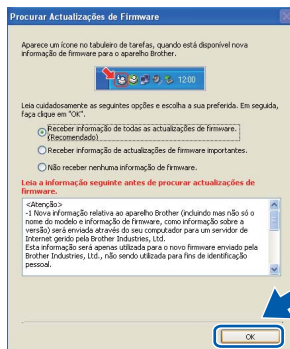 Procurar Actualizações de Firmware
Aparece um ícone no tabuleiro de tarefas, quando está disponível nova
informação de firmware para o aparelho Brother.
12:00
Leia cuidadosamente as seguintes opções e escolha a sua preferida. Em seguida,
faça clique em "OK".
Receber informação de todas as actualizações de firmware.
(Recomendado)
Receber informação de actualizações de firmware importantes.
Não receber nenhuma informação de firmware.
Leia a informação seguinte antes de procurar actualizações de
firmware.
<Atenção>
-1 Nova informação relativa ao aparelho Brother (incluindo mas não só o
nome do modelo e informação de firmware, como informação sobre a
versão) será enviada através do seu computador para um servidor de
Internet gerido pela Brother Industries, Ltd.
Esta informação será apenas utilizada para o novo firmware enviado pela
Brother Industries, Ltd., não sendo utilizada para fins de identificação
pessoal.
OK